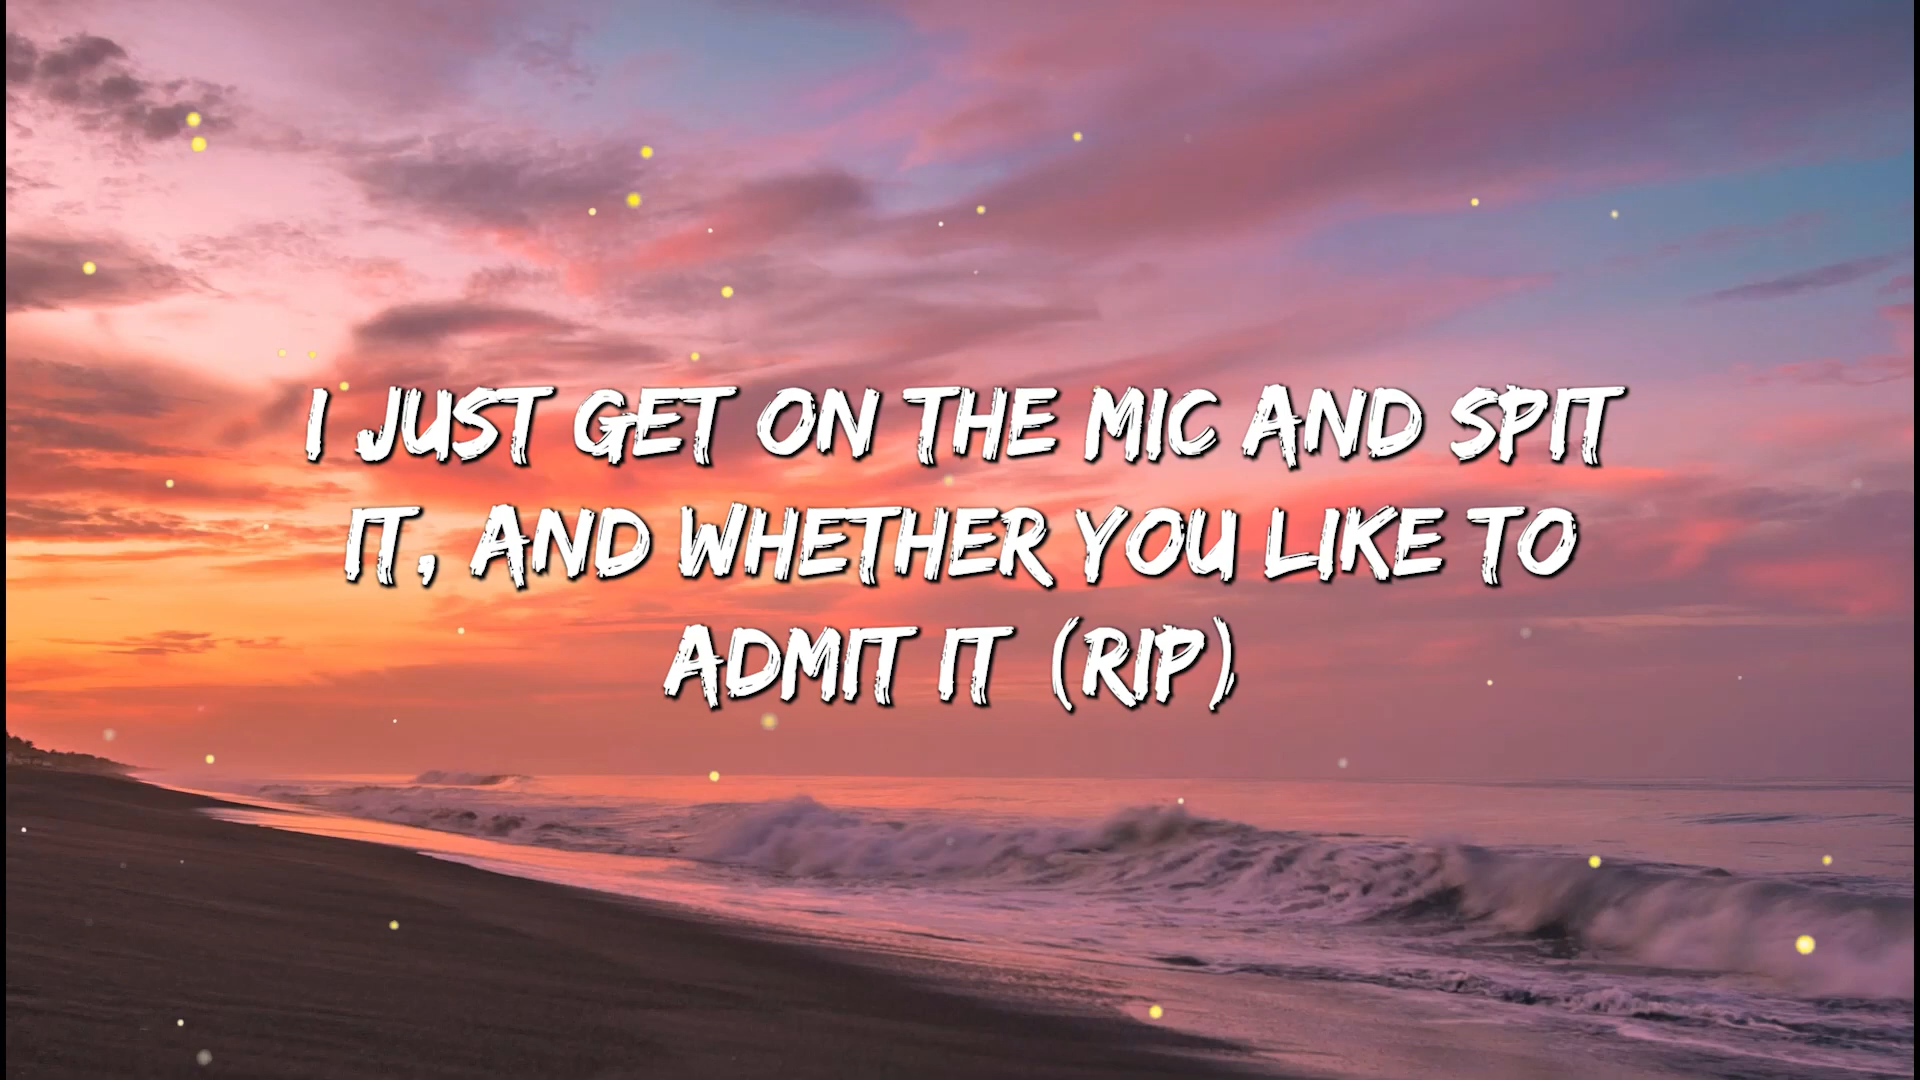 I JUST GET ON THE MIC AND SPIT
IT, AND WHETHER YOU LIKE TO
ADMIT IT (RIP)